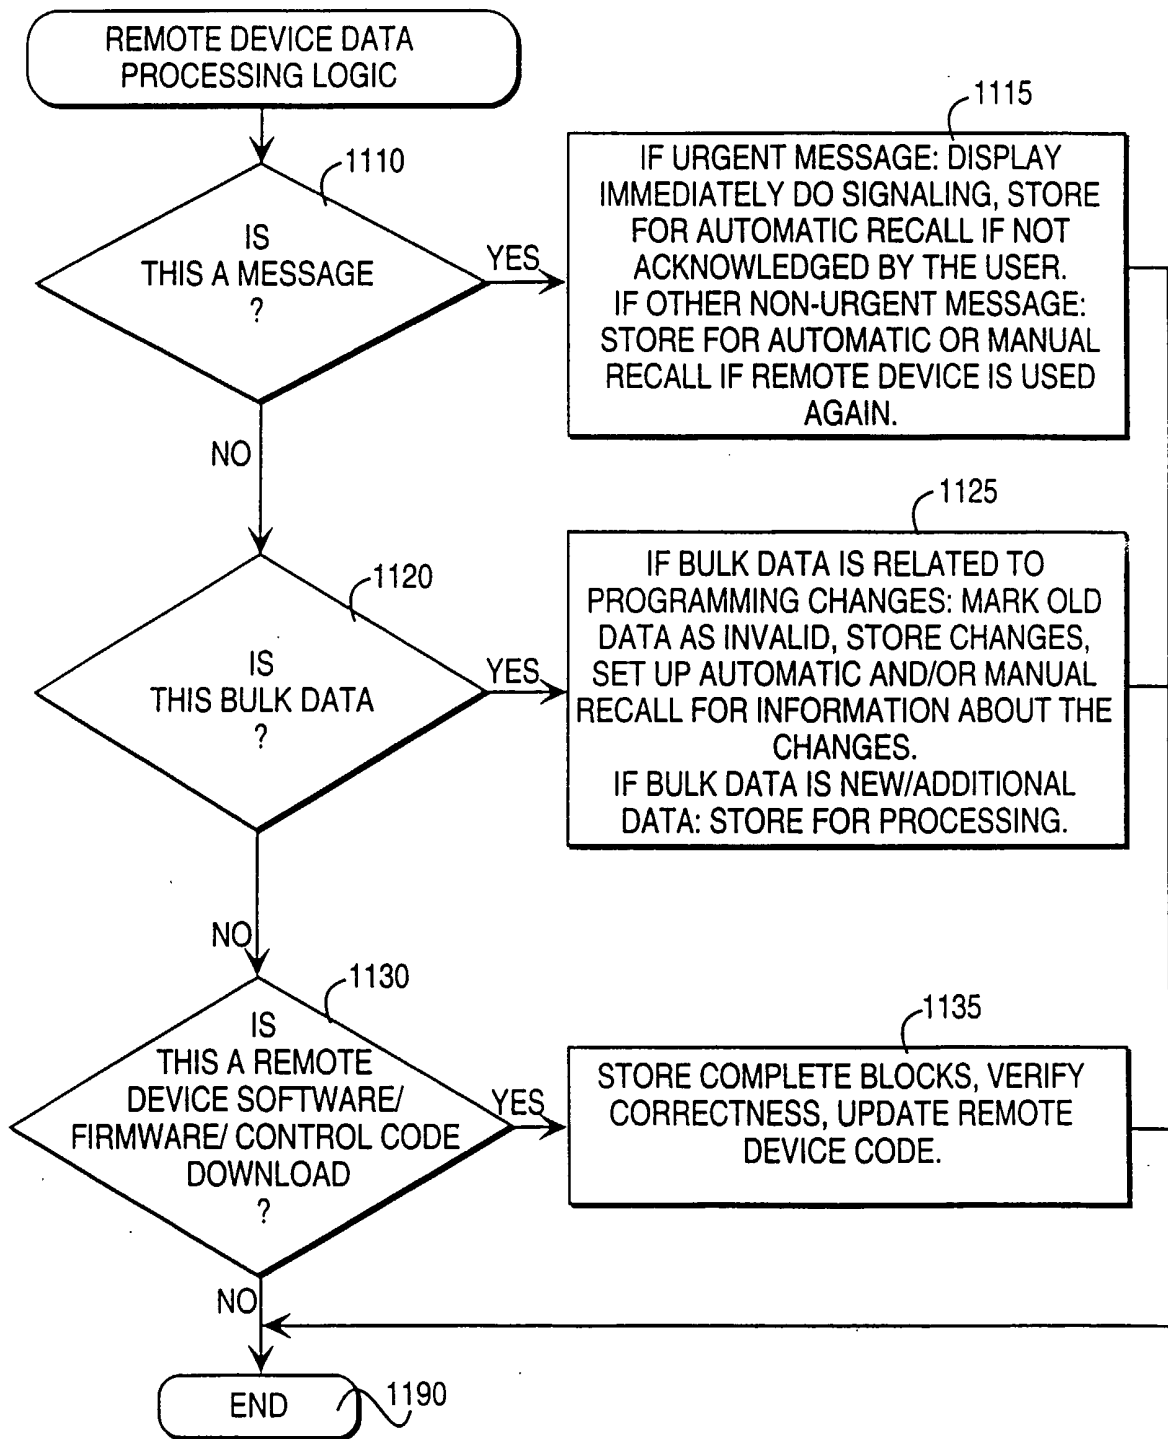 REMOTE DEVICE DATA
PROCESSING LOGIC
1110
IS
THIS A MESSAGE
?
YES
1115
IF URGENT MESSAGE: DISPLAY
IMMEDIATELY DO SIGNALING, STORE
FOR AUTOMATIC RECALL IF NOT
ACKNOWLEDGED BY THE USER.
IF OTHER NON-URGENT MESSAGE:
STORE FOR AUTOMATIC OR MANUAL
RECALL IF REMOTE DEVICE IS USED
AGAIN.
NO
1120
IS
THIS BULK DATA
?
YES
1125
IF BULK DATA IS RELATED TO
PROGRAMMING CHANGES: MARK OLD
DATA AS INVALID, STORE CHANGES,
SET UP AUTOMATIC AND/OR MANUAL
RECALL FOR INFORMATION ABOUT THE
CHANGES.
IF BULK DATA IS NEW/ADDITIONAL
DATA: STORE FOR PROCESSING.
NO
1130
IS
THIS A REMOTE
DEVICE SOFTWARE/
FIRMWARE/ CONTROL CODE
DOWNLOAD
?
YES
1135
STORE COMPLETE BLOCKS, VERIFY
CORRECTNESS, UPDATE REMOTE
DEVICE CODE.
NO
END
1190